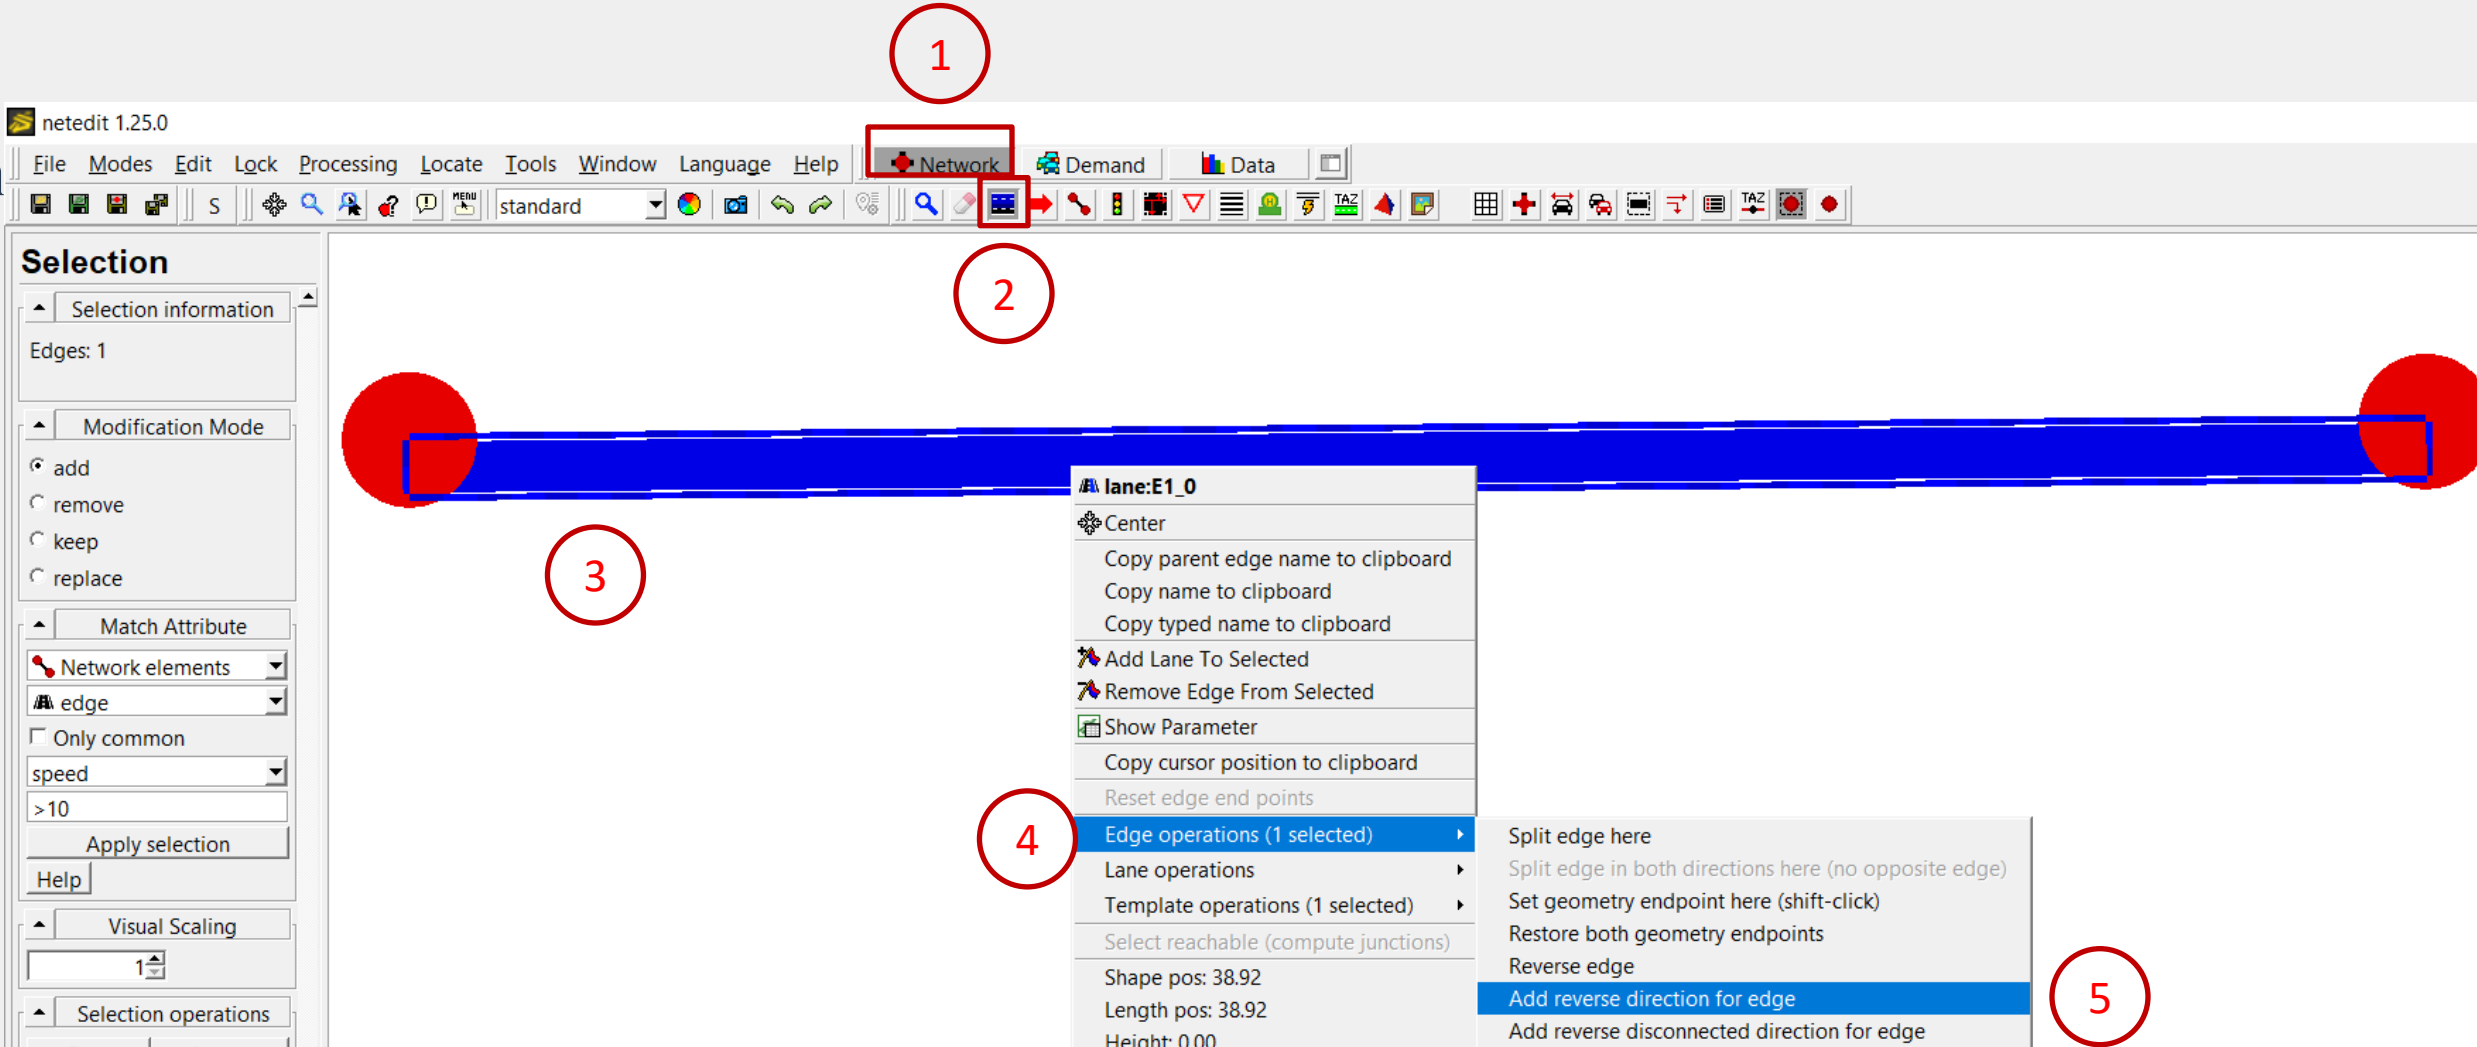 1
netedit 1.25.0
File Modes Edit Lock Processing Locate Tools Window Language Help Network Demand Data
S MENU standard TAZ TAZ
2
Selection
Selection information
Edges: 1
Modification Mode
add
remove
keep
replace
Match Attribute
Network elements
edge
Only common
speed
>10
Apply selection
Help
Visual Scaling
1
Selection operations
3
lane:E1_0
Center
Copy parent edge name to clipboard
Copy name to clipboard
Copy typed name to clipboard
Add Lane To Selected
Remove Edge From Selected
Show Parameter
Copy cursor position to clipboard
Reset edge end points
4
Edge operations (1 selected)
Lane operations
Template operations (1 selected)
Select reachable (compute junctions)
Shape pos: 38.92
Length pos: 38.92
Height: 0.00
Split edge here
Split edge in both directions here (no opposite edge)
Set geometry endpoint here (shift-click)
Restore both geometry endpoints
Reverse edge
Add reverse direction for edge
Add reverse disconnected direction for edge
5